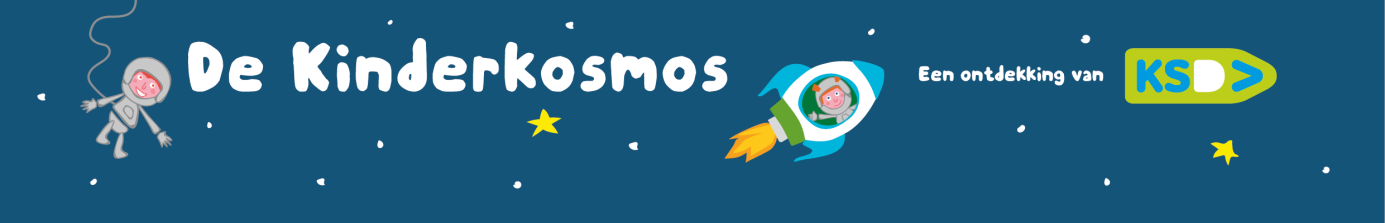 De Kinderkosmos
Een ontdekking van
KSD>